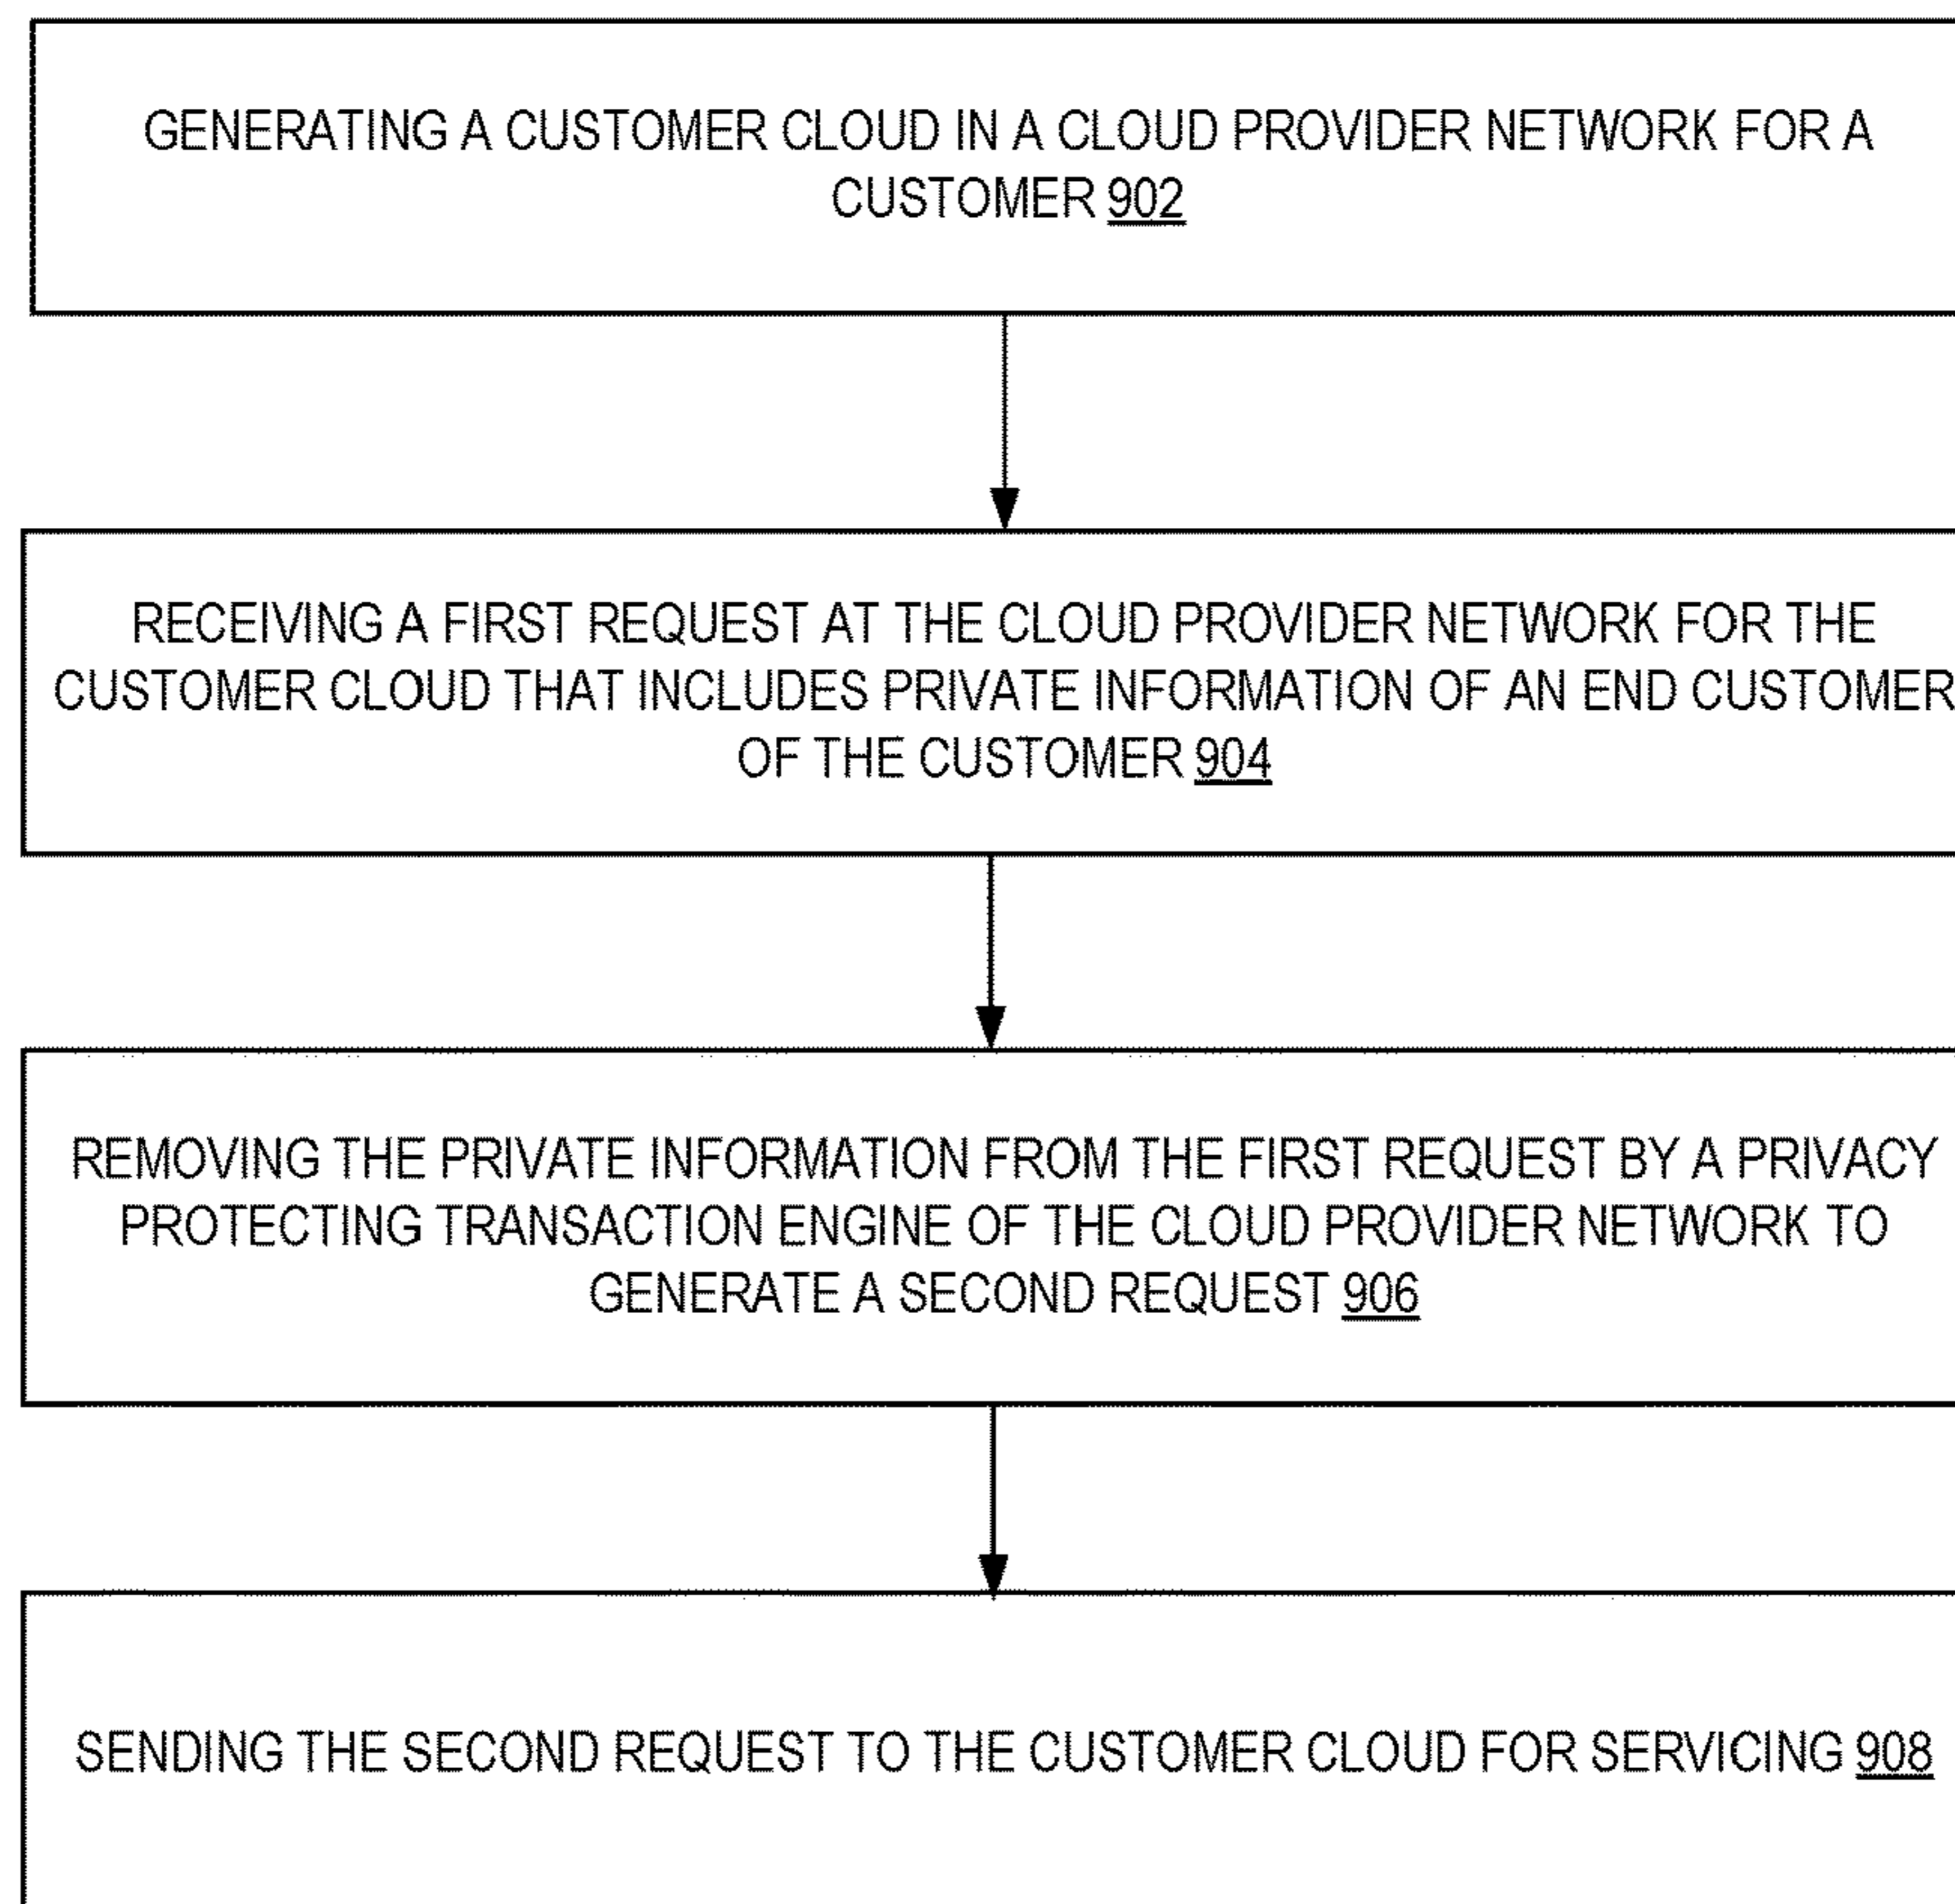 GENERATING A CUSTOMER CLOUD IN A CLOUD PROVIDER NETWORK FOR A
CUSTOMER 902
RECEIVING A FIRST REQUEST AT THE CLOUD PROVIDER NETWORK FOR THE
CUSTOMER CLOUD THAT INCLUDES PRIVATE INFORMATION OF AN END CUSTOMER
OF THE CUSTOMER 904
REMOVING THE PRIVATE INFORMATION FROM THE FIRST REQUEST BY A PRIVACY
PROTECTING TRANSACTION ENGINE OF THE CLOUD PROVIDER NETWORK TO
GENERATE A SECOND REQUEST 906
SENDING THE SECOND REQUEST TO THE CUSTOMER CLOUD FOR SERVICING 908